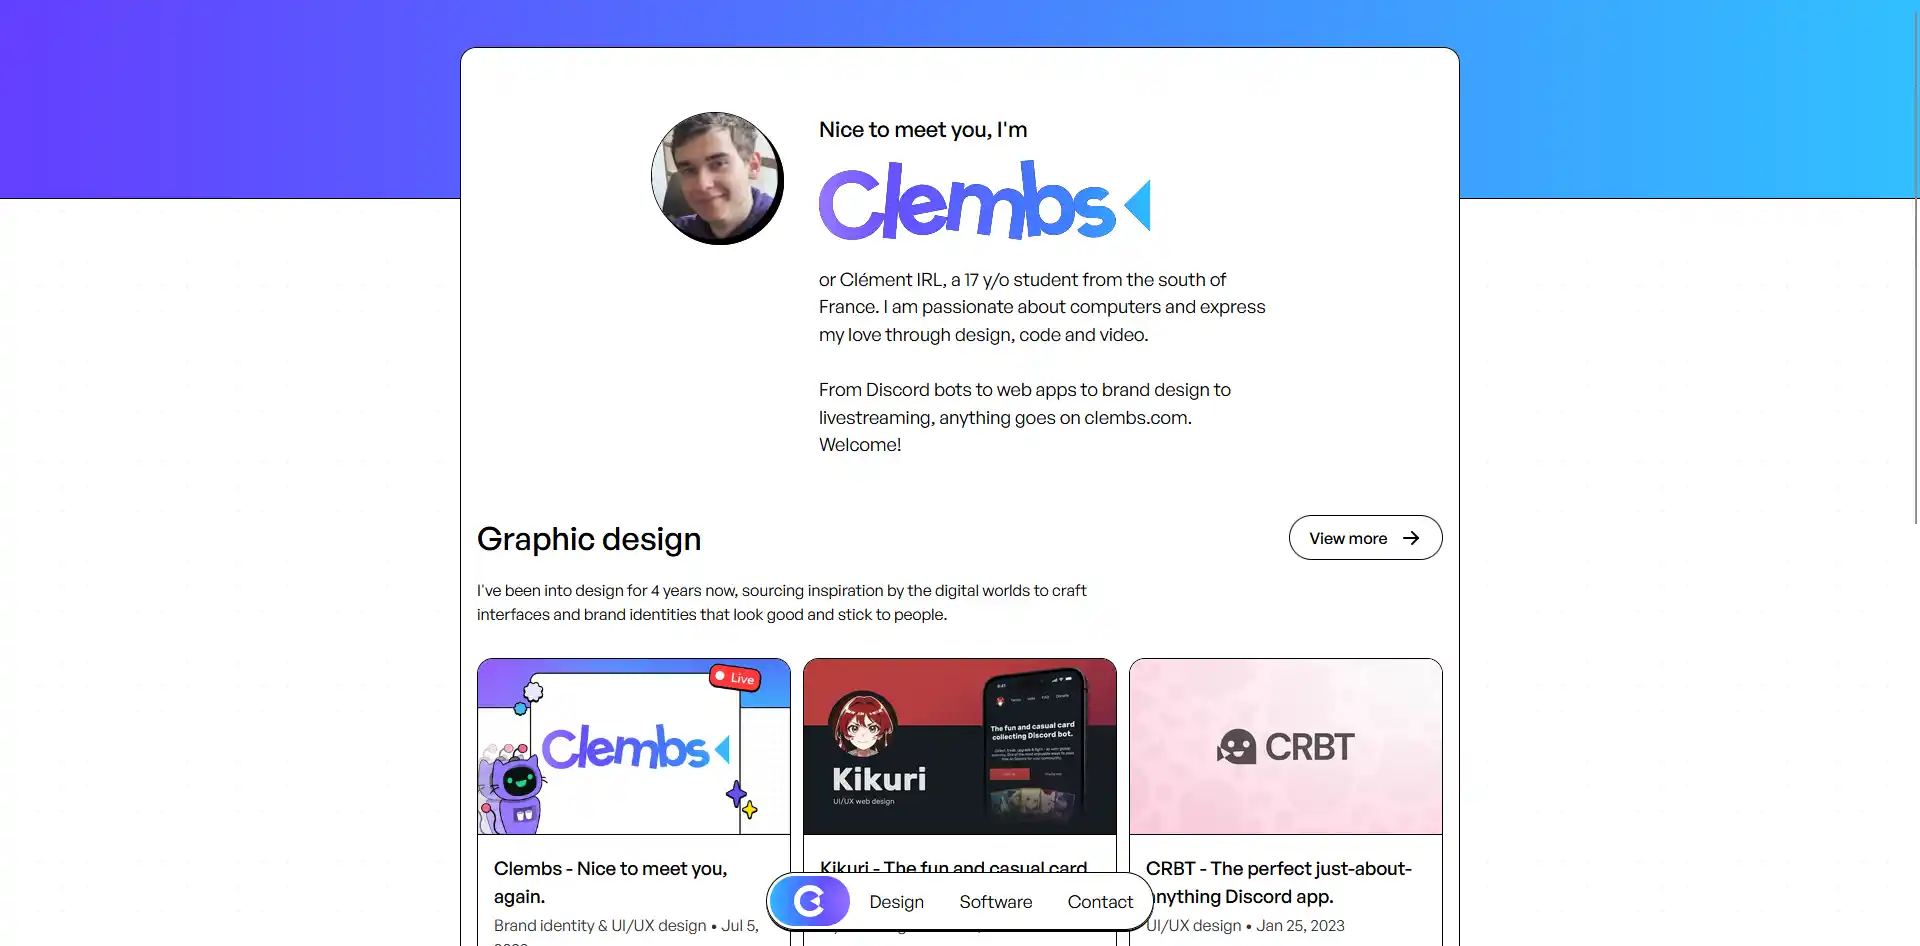 Nice to meet you, I'm
Clembs
or Clément IRL, a 17 y/o student from the south of
France. I am passionate about computers and express
my love through design, code and video.
From Discord bots to web apps to brand design to
livestreaming, anything goes on clembs.com.
Welcome!
Graphic design
View more
I've been into design for 4 years now, sourcing inspiration by the digital worlds to craft
interfaces and brand identities that look good and stick to people.
Live
Clembs
Kikuri
UI/UX web design
The fun and casual card
collecting Discord bot.
CRBT
Clembs - Nice to meet you,
again.
Brand identity & UI/UX design • Jul 5,
Kikuri - The fun and casual card
CRBT - The perfect just-about-
anything Discord app.
UI/UX design • Jan 25, 2023
Design
Software
Contact